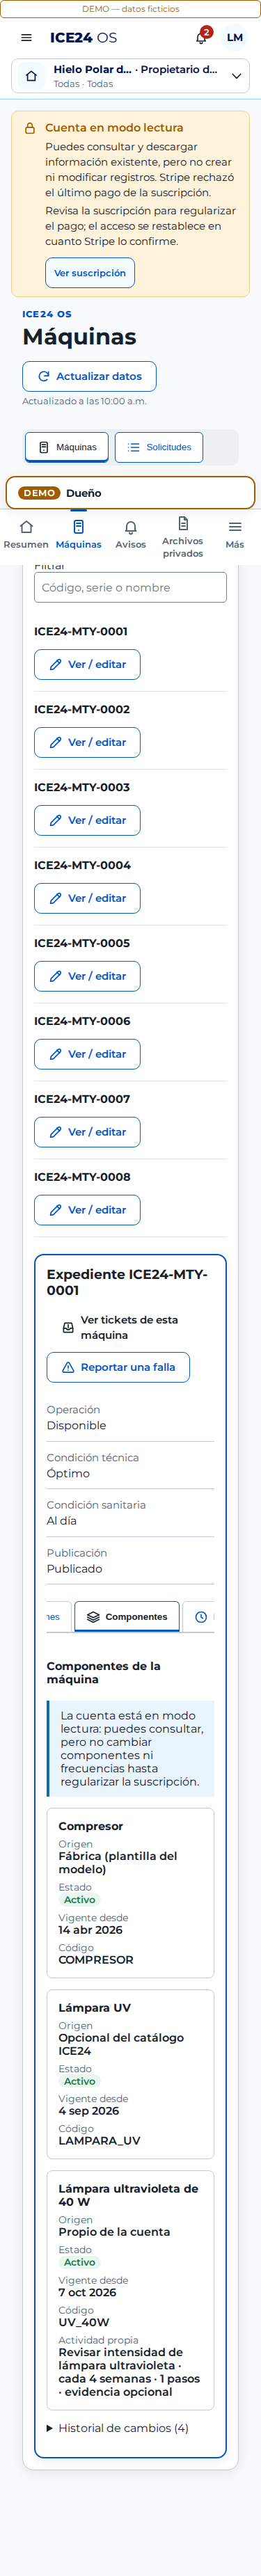 DEMO — datos ficticios
ICE24 OS
2
LM
Hielo Polar d... · Propietario d...
Todas · Todas
Cuenta en modo lectura
Puedes consultar y descargar
información existente, pero no crear
ni modificar registros. Stripe rechazó
el último pago de la suscripción.
Revisa la suscripción para regularizar
el pago; el acceso se restablece en
cuanto Stripe lo confirme.
Ver suscripción
ICE24 OS
Máquinas
Actualizar datos
Actualizado a las 10:00 a.m.
Máquinas
Solicitudes
DEMO Dueño
Resumen
Máquinas
Avisos
Archivos
privados
Más
Filtrar
Código, serie o nombre
ICE24-MTY-0001
Ver / editar
ICE24-MTY-0002
Ver / editar
ICE24-MTY-0003
Ver / editar
ICE24-MTY-0004
Ver / editar
ICE24-MTY-0005
Ver / editar
ICE24-MTY-0006
Ver / editar
ICE24-MTY-0007
Ver / editar
ICE24-MTY-0008
Ver / editar
Expediente ICE24-MTY-
0001
Ver tickets de esta
máquina
Reportar una falla
Operación
Disponible
Condición técnica
Óptimo
Condición sanitaria
Al día
Publicación
Publicado
nes
Componentes
Componentes de la
máquina
La cuenta está en modo
lectura: puedes consultar,
pero no cambiar
componentes ni
frecuencias hasta
regularizar la suscripción.
Compresor
Origen
Fábrica (plantilla del
modelo)
Estado
Activo
Vigente desde
14 abr 2026
Código
COMPRESOR
Lámpara UV
Origen
Opcional del catálogo
ICE24
Estado
Activo
Vigente desde
4 sep 2026
Código
LAMPARA_UV
Lámpara ultravioleta de
40 W
Origen
Propio de la cuenta
Estado
Activo
Vigente desde
7 oct 2026
Código
UV_40W
Actividad propia
Revisar intensidad de
lámpara ultravioleta ·
cada 4 semanas · 1 pasos
· evidencia opcional
Historial de cambios (4)